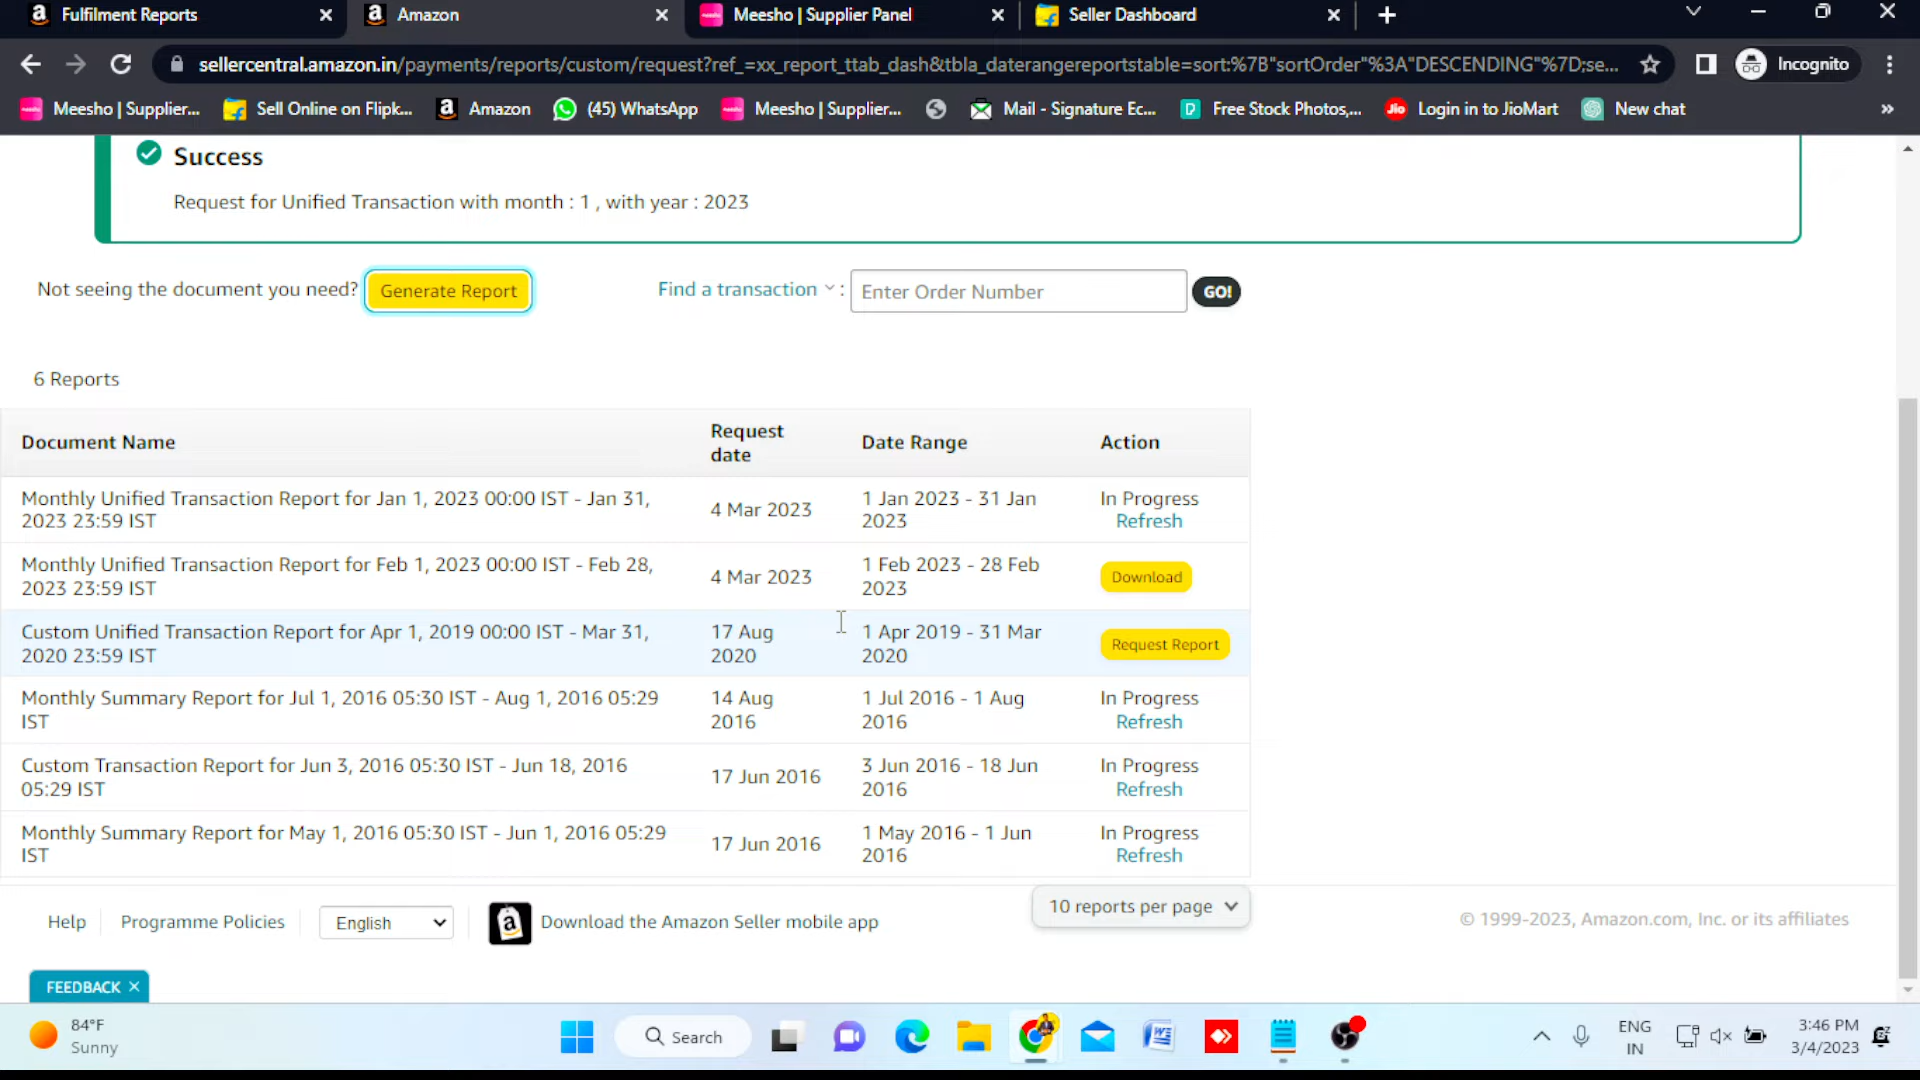 Fulfilment Reports
Amazon
Meesho | Supplier Panel
Seller Dashboard
sellercentral.amazon.in/payments/reports/custom/request?ref_=xx_report_ttab_dash&tbla_daterangereportstable=sort:%7B"sortOrder"%3A"DESCENDING"%7D;se...
Incognito
Meesho | Supplier...
Sell Online on Flipk...
Amazon
(45) WhatsApp
Meesho | Supplier...
Mail - Signature Ec...
Free Stock Photos,...
Jio
Login in to JioMart
New chat
»
Success
Request for Unified Transaction with month : 1 , with year : 2023
Not seeing the document you need?
Generate Report
Find a transaction :
Enter Order Number
GO!
6 Reports
Document Name
Request
date
Date Range
Action
Monthly Unified Transaction Report for Jan 1, 2023 00:00 IST - Jan 31,
2023 23:59 IST
4 Mar 2023
1 Jan 2023 - 31 Jan
2023
In Progress
Refresh
Monthly Unified Transaction Report for Feb 1, 2023 00:00 IST - Feb 28,
2023 23:59 IST
4 Mar 2023
1 Feb 2023 - 28 Feb
2023
Download
Custom Unified Transaction Report for Apr 1, 2019 00:00 IST - Mar 31,
2020 23:59 IST
17 Aug
2020
1 Apr 2019 - 31 Mar
2020
Request Report
Monthly Summary Report for Jul 1, 2016 05:30 IST - Aug 1, 2016 05:29
IST
14 Aug
2016
1 Jul 2016 - 1 Aug
2016
In Progress
Refresh
Custom Transaction Report for Jun 3, 2016 05:30 IST - Jun 18, 2016
05:29 IST
17 Jun 2016
3 Jun 2016 - 18 Jun
2016
In Progress
Refresh
Monthly Summary Report for May 1, 2016 05:30 IST - Jun 1, 2016 05:29
IST
17 Jun 2016
1 May 2016 - 1 Jun
2016
In Progress
Refresh
10 reports per page
Help
Programme Policies
English
Download the Amazon Seller mobile app
© 1999-2023, Amazon.com, Inc. or its affiliates
FEEDBACK ×
84°F
Sunny
Search
ENG
IN
3:46 PM
3/4/2023